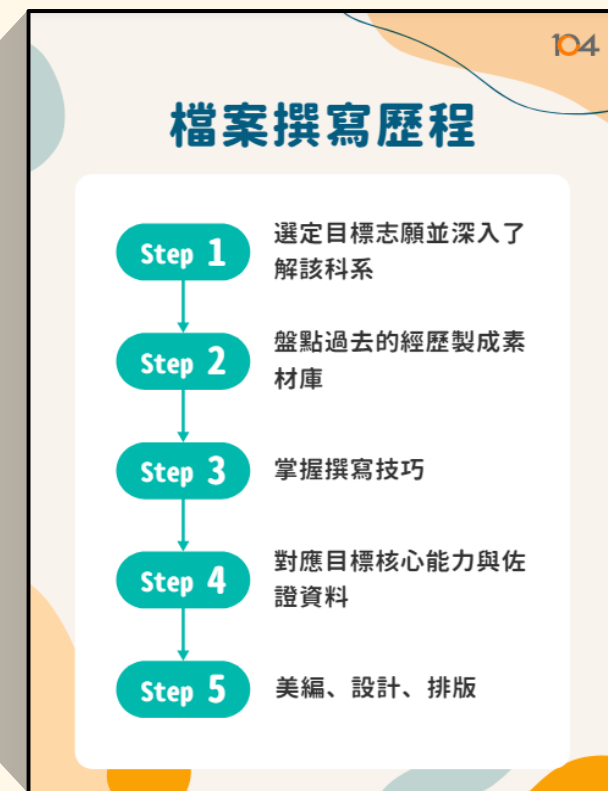 104
檔案撰寫歷程
Step 1
選定目標志願並深入了
解該科系
Step 2
盤點過去的經歷製成素
材庫
Step 3
掌握撰寫技巧
Step 4
對應目標核心能力與佐
證資料
Step 5
美編、設計、排版